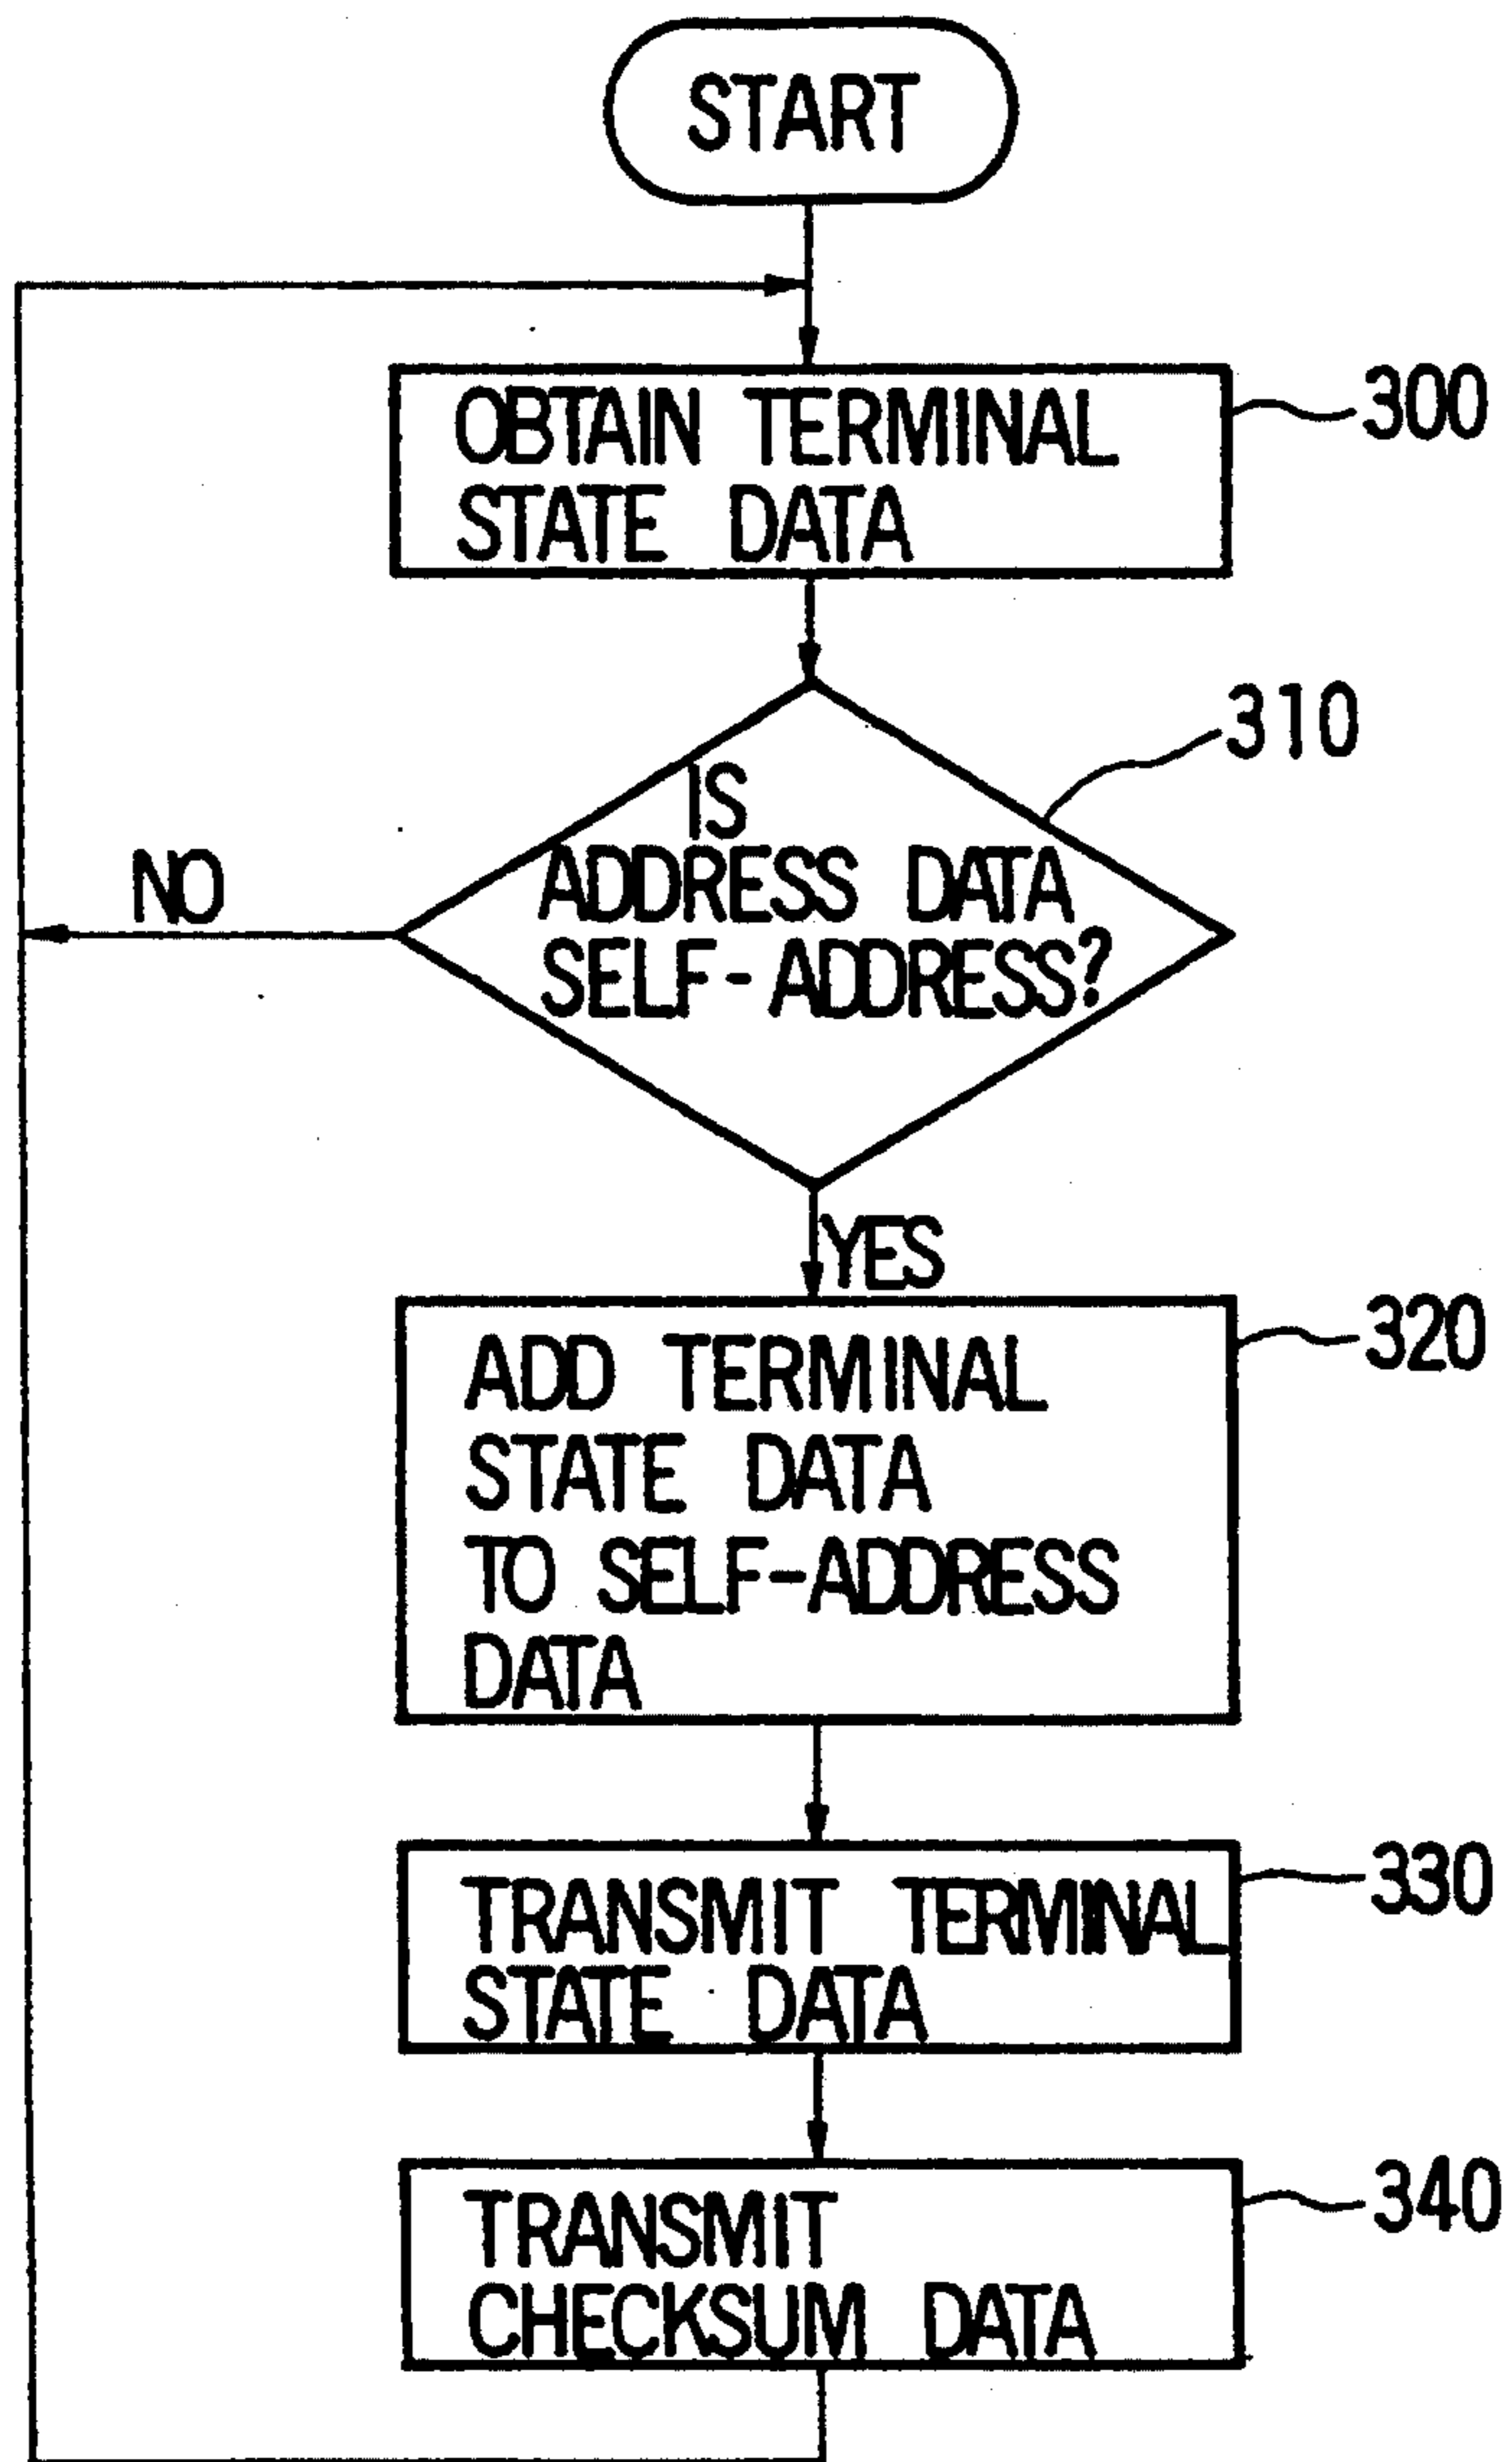 START
OBTAIN TERMINAL
STATE DATA
300
310
IS
ADDRESS DATA
SELF-ADDRESS?
NO
YES
ADD TERMINAL
STATE DATA
TO SELF-ADDRESS
DATA
320
TRANSMIT TERMINAL
STATE DATA
330
TRANSMIT
CHECKSUM DATA
340